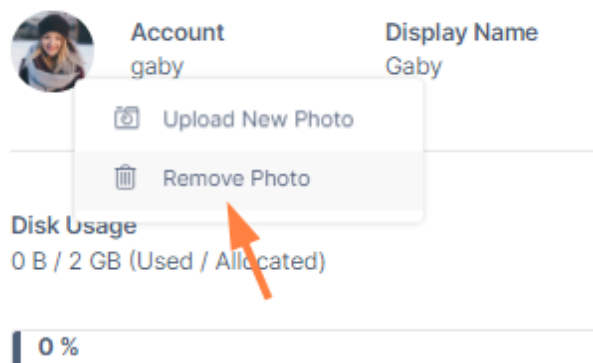 Account Display Name
gaby Gaby
Upload New Photo
Remove Photo
Disk Usage
0 B / 2 GB (Used / Allocated)
0 %